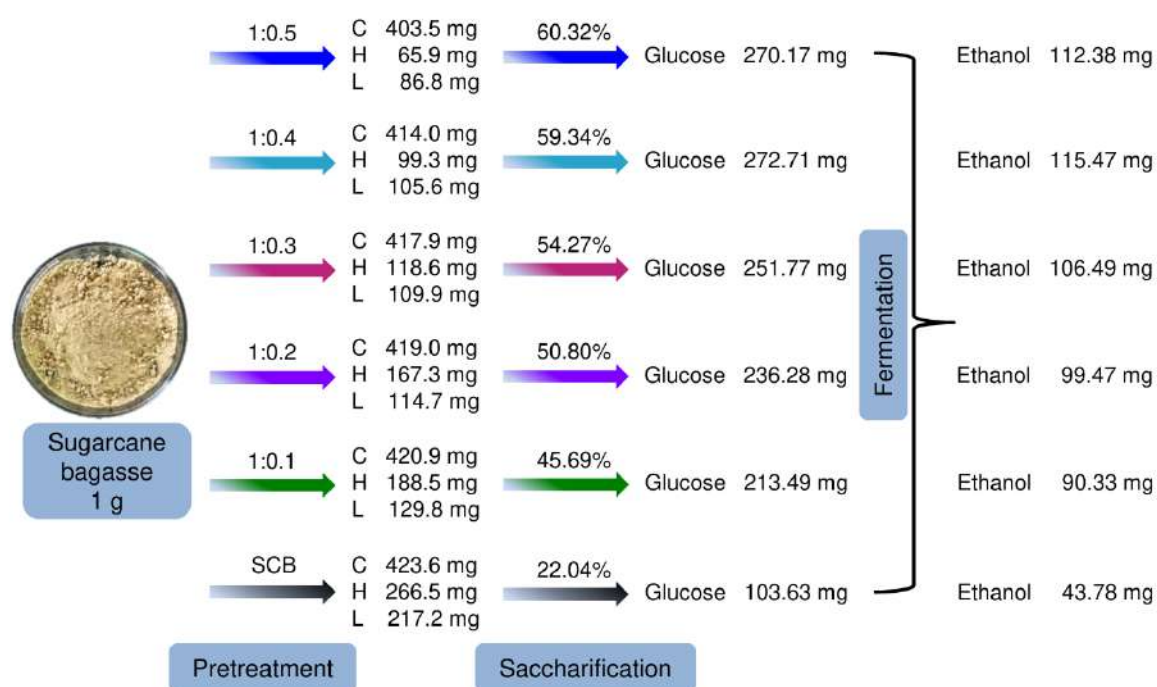 1:0.5
C 403.5 mg
H 65.9 mg
L 86.8 mg
60.32%
Glucose 270.17 mg
Ethanol 112.38 mg
1:0.4
C 414.0 mg
H 99.3 mg
L 105.6 mg
59.34%
Glucose 272.71 mg
Ethanol 115.47 mg
1:0.3
C 417.9 mg
H 118.6 mg
L 109.9 mg
54.27%
Glucose 251.77 mg
Ethanol 106.49 mg
1:0.2
C 419.0 mg
H 167.3 mg
L 114.7 mg
50.80%
Glucose 236.28 mg
Ethanol 99.47 mg
1:0.1
C 420.9 mg
H 188.5 mg
L 129.8 mg
45.69%
Glucose 213.49 mg
Ethanol 90.33 mg
SCB
C 423.6 mg
H 266.5 mg
L 217.2 mg
22.04%
Glucose 103.63 mg
Ethanol 43.78 mg
Sugarcane
bagasse
1 g
Fermentation
Pretreatment
Saccharification